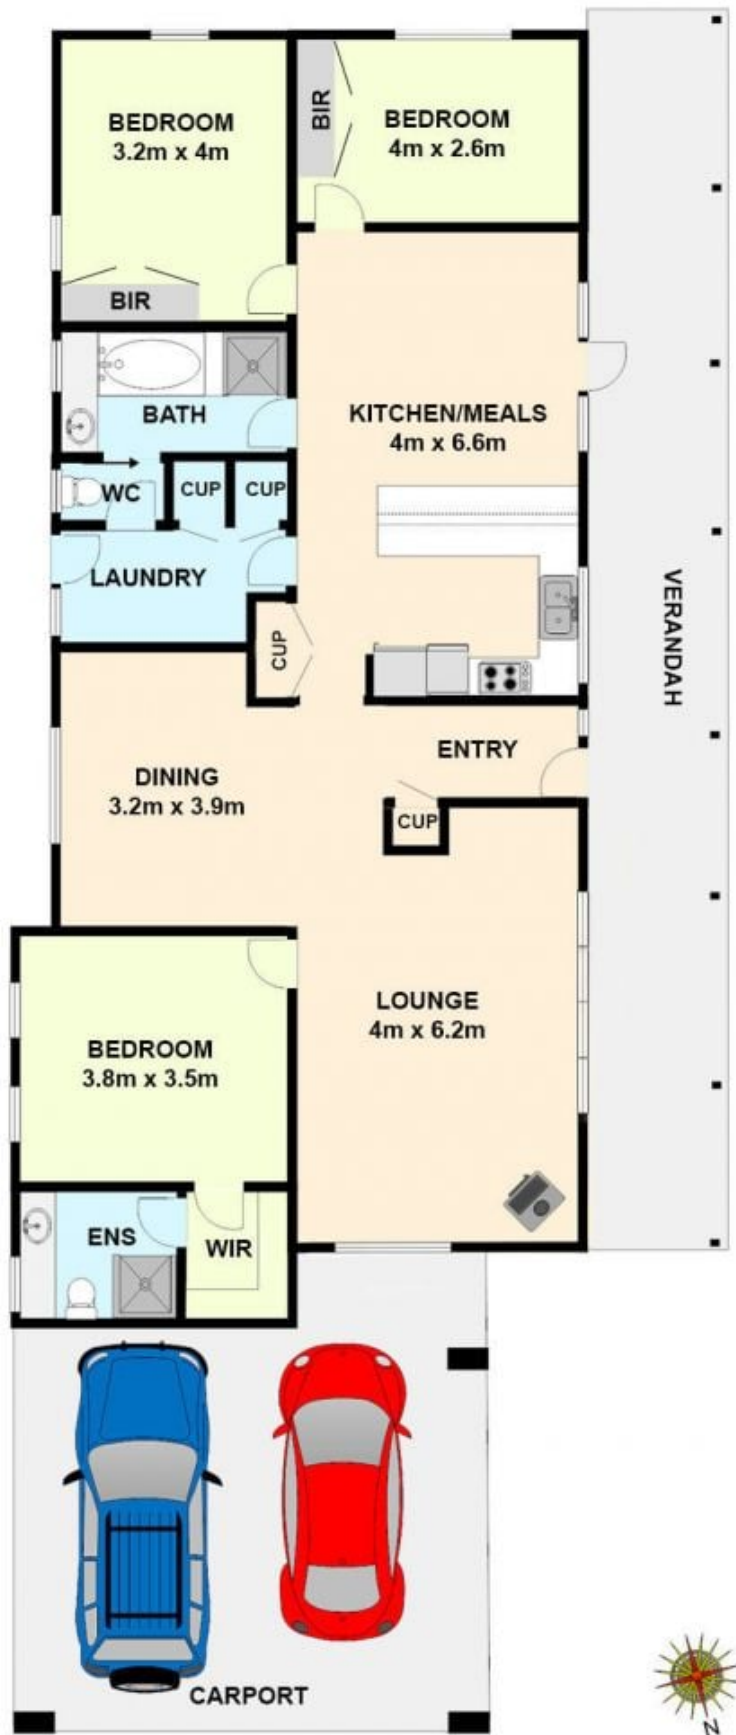 BEDROOM
3.2m x 4m
BIR
BEDROOM
4m x 2.6m
BIR
BATH
KITCHEN/MEALS
4m x 6.6m
WC
CUP
CUP
LAUNDRY
CUP
VERANDAH
ENTRY
DINING
3.2m x 3.9m
CUP
LOUNGE
4m x 6.2m
BEDROOM
3.8m x 3.5m
ENS
WIR
CARPORT
N